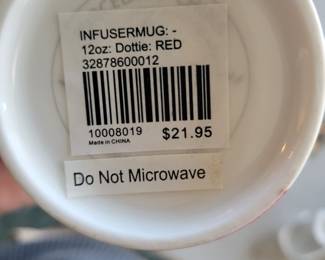 INFUSERMUG: -
12oz: Dottie: RED
32878600012
10008019 $21.95
Made in CHINA
Do Not Microwave